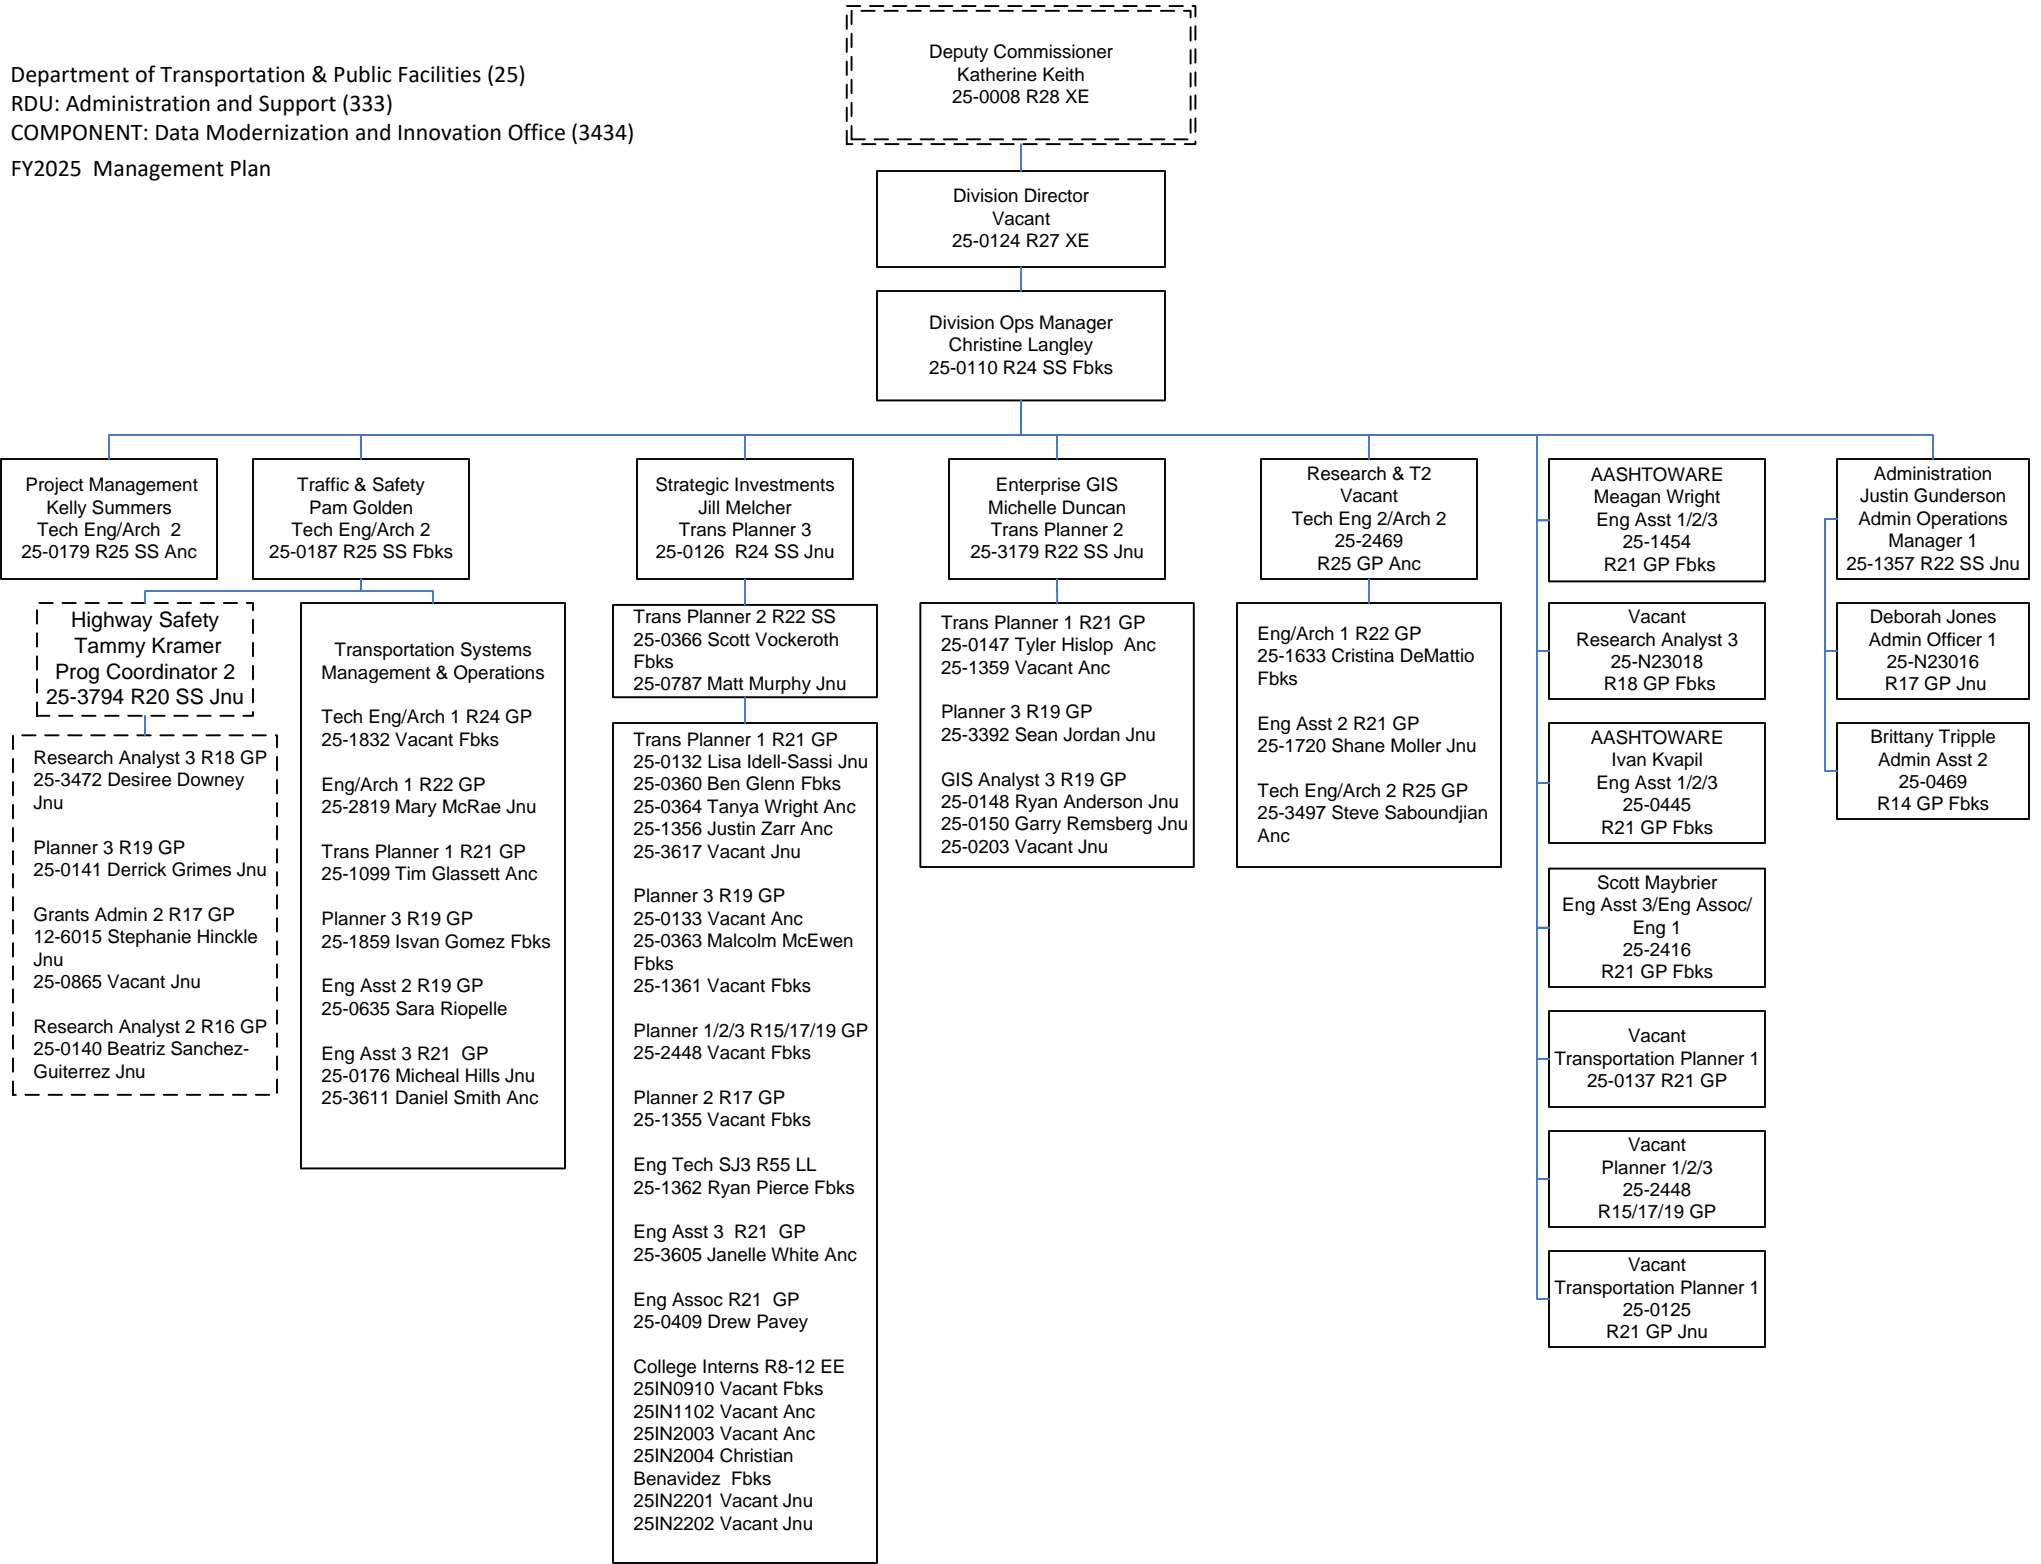 Department of Transportation & Public Facilities (25)
RDU: Administration and Support (333)
COMPONENT: Data Modernization and Innovation Office (3434)
FY2025 Management Plan
Deputy Commissioner
Katherine Keith
25-0008 R28 XE
Division Director
Vacant
25-0124 R27 XE
Division Ops Manager
Christine Langley
25-0110 R24 SS Fbks
Project Management
Kelly Summers
Tech Eng/Arch 2
25-0179 R25 SS Anc
Traffic & Safety
Pam Golden
Tech Eng/Arch 2
25-0187 R25 SS Fbks
Highway Safety
Tammy Kramer
Prog Coordinator 2
25-3794 R20 SS Jnu
Research Analyst 3 R18 GP
25-3472 Desiree Downey
Jnu
Planner 3 R19 GP
25-0141 Derrick Grimes Jnu
Grants Admin 2 R17 GP
12-6015 Stephanie Hinckle
Jnu
25-0865 Vacant Jnu
Research Analyst 2 R16 GP
25-0140 Beatriz Sanchez-
Guiterrez Jnu
Transportation Systems
Management & Operations
Tech Eng/Arch 1 R24 GP
25-1832 Vacant Fbks
Eng/Arch 1 R22 GP
25-2819 Mary McRae Jnu
Trans Planner 1 R21 GP
25-1099 Tim Glassett Anc
Planner 3 R19 GP
25-1859 Isvan Gomez Fbks
Eng Asst 2 R19 GP
25-0635 Sara Riopelle
Eng Asst 3 R21 GP
25-0176 Micheal Hills Jnu
25-3611 Daniel Smith Anc
Strategic Investments
Jill Melcher
Trans Planner 3
25-0126 R24 SS Jnu
Trans Planner 2 R22 SS
25-0366 Scott Vockeroth
Fbks
25-0787 Matt Murphy Jnu
Trans Planner 1 R21 GP
25-0132 Lisa Idell-Sassi Jnu
25-0360 Ben Glenn Fbks
25-0364 Tanya Wright Anc
25-1356 Justin Zarr Anc
25-3617 Vacant Jnu
Planner 3 R19 GP
25-0133 Vacant Anc
25-0363 Malcolm McEwen
Fbks
25-1361 Vacant Fbks
Planner 1/2/3 R15/17/19 GP
25-2448 Vacant Fbks
Planner 2 R17 GP
25-1355 Vacant Fbks
Eng Tech SJ3 R55 LL
25-1362 Ryan Pierce Fbks
Eng Asst 3 R21 GP
25-3605 Janelle White Anc
Eng Assoc R21 GP
25-0409 Drew Pavey
College Interns R8-12 EE
25IN0910 Vacant Fbks
25IN1102 Vacant Anc
25IN2003 Vacant Anc
25IN2004 Christian
Benavidez Fbks
25IN2201 Vacant Jnu
25IN2202 Vacant Jnu
Enterprise GIS
Michelle Duncan
Trans Planner 2
25-3179 R22 SS Jnu
Trans Planner 1 R21 GP
25-0147 Tyler Hislop Anc
25-1359 Vacant Anc
Planner 3 R19 GP
25-3392 Sean Jordan Jnu
GIS Analyst 3 R19 GP
25-0148 Ryan Anderson Jnu
25-0150 Garry Remsberg Jnu
25-0203 Vacant Jnu
Research & T2
Vacant
Tech Eng 2/Arch 2
25-2469
R25 GP Anc
Eng/Arch 1 R22 GP
25-1633 Cristina DeMattio
Fbks
Eng Asst 2 R21 GP
25-1720 Shane Moller Jnu
Tech Eng/Arch 2 R25 GP
25-3497 Steve Saboundjian
Anc
AASHTOWARE
Meagan Wright
Eng Asst 1/2/3
25-1454
R21 GP Fbks
Vacant
Research Analyst 3
25-N23018
R18 GP Fbks
AASHTOWARE
Ivan Kvapil
Eng Asst 1/2/3
25-0445
R21 GP Fbks
Scott Maybrier
Eng Asst 3/Eng Assoc/
Eng 1
25-2416
R21 GP Fbks
Vacant
Transportation Planner 1
25-0137 R21 GP
Vacant
Planner 1/2/3
25-2448
R15/17/19 GP
Vacant
Transportation Planner 1
25-0125
R21 GP Jnu
Administration
Justin Gunderson
Admin Operations
Manager 1
25-1357 R22 SS Jnu
Deborah Jones
Admin Officer 1
25-N23016
R17 GP Jnu
Brittany Tripple
Admin Asst 2
25-0469
R14 GP Fbks